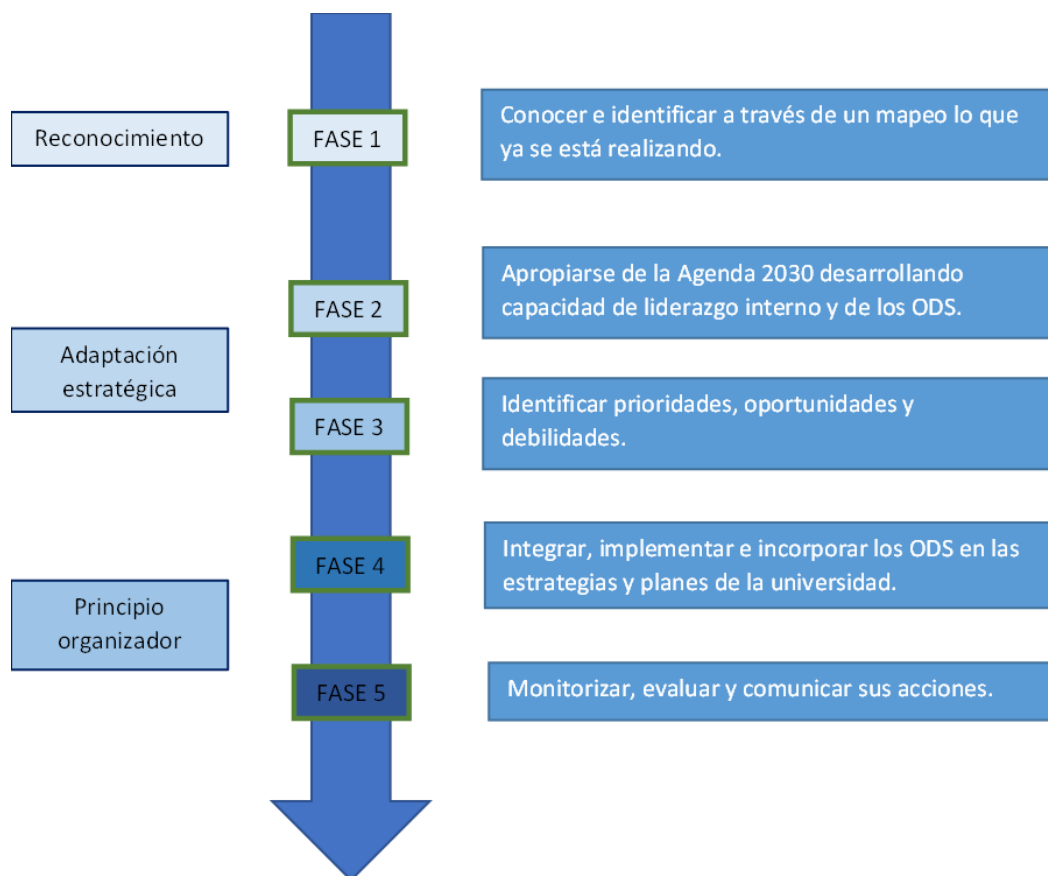 Reconocimiento
FASE 1
Conocer e identificar a través de un mapeo lo que
ya se está realizando.
Adaptación
estratégica
FASE 2
Apropiarse de la Agenda 2030 desarrollando
capacidad de liderazgo interno y de los ODS.
FASE 3
Identificar prioridades, oportunidades y
debilidades.
Principio
organizador
FASE 4
Integrar, implementar e incorporar los ODS en las
estrategias y planes de la universidad.
FASE 5
Monitorizar, evaluar y comunicar sus acciones.